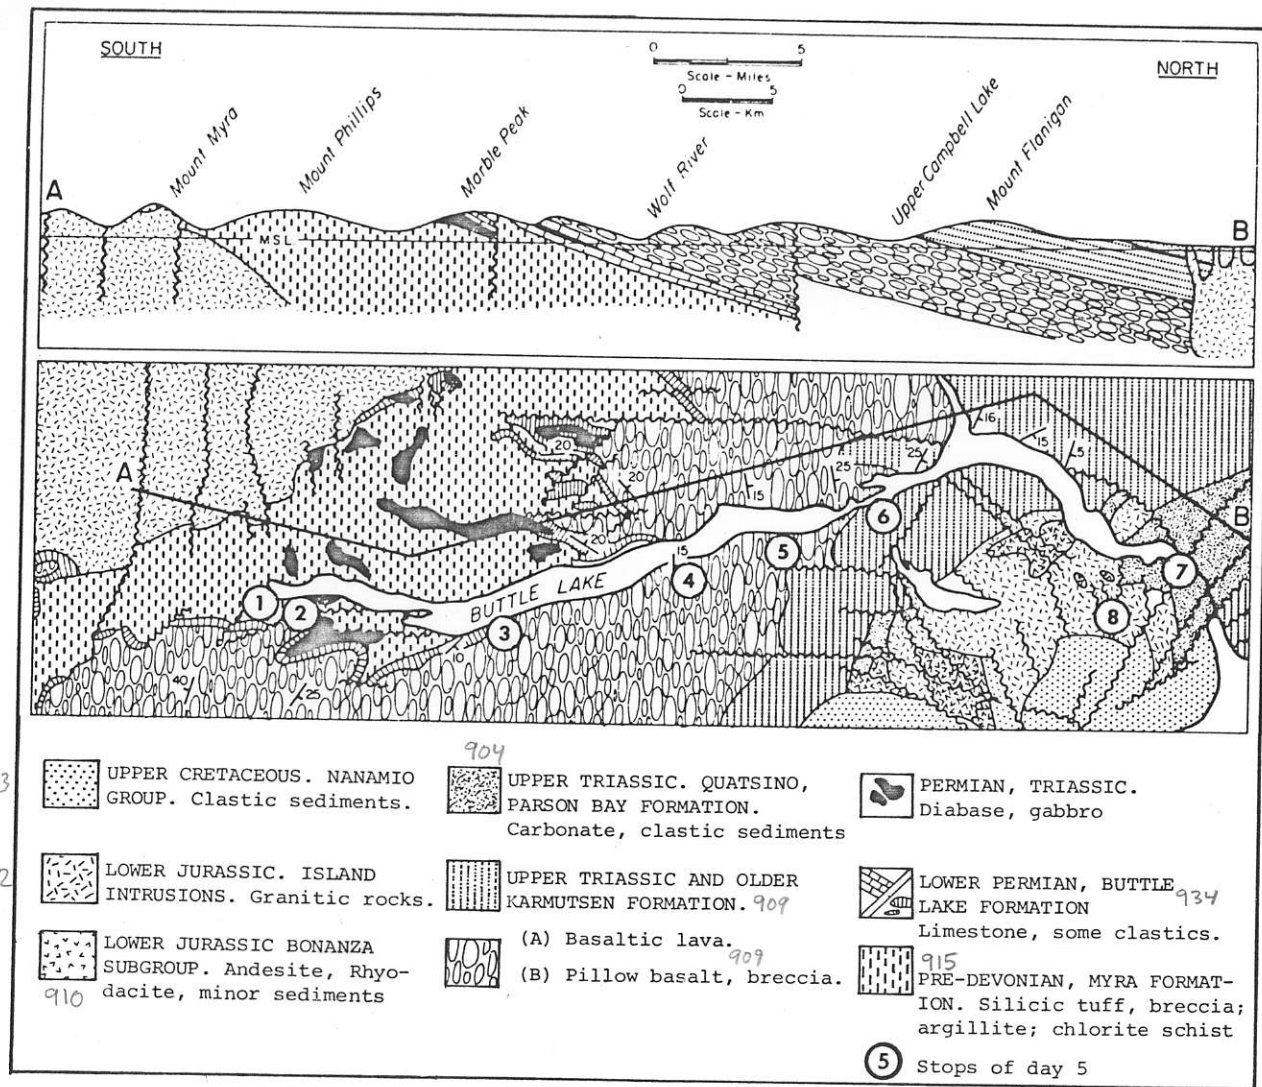 SOUTH
0 5
Scale - Miles
0 5
Scale - Km
NORTH
Mount Myra
Mount Phillips
Marble Peak
Wolf River
Upper Campbell Lake
Mount Flanigan
A
MSL
B
A
B
BUTTLE LAKE
20
20
20
15
25
25
16
15
15
15
10
40
25
1
2
3
4
5
6
7
8
3
UPPER CRETACEOUS. NANAMIO
GROUP. Clastic sediments.
2
LOWER JURASSIC. ISLAND
INTRUSIONS. Granitic rocks.
LOWER JURASSIC BONANZA
SUBGROUP. Andesite, Rhyo-
dacite, minor sediments
910
904
UPPER TRIASSIC. QUATSINO,
PARSON BAY FORMATION.
Carbonate, clastic sediments
UPPER TRIASSIC AND OLDER
KARMUTSEN FORMATION. 909
(A) Basaltic lava.
909
(B) Pillow basalt, breccia.
PERMIAN, TRIASSIC.
Diabase, gabbro
LOWER PERMIAN, BUTTLE 934
LAKE FORMATION
Limestone, some clastics.
915
PRE-DEVONIAN, MYRA FORMAT-
ION. Silicic tuff, breccia;
argillite; chlorite schist
5 Stops of day 5